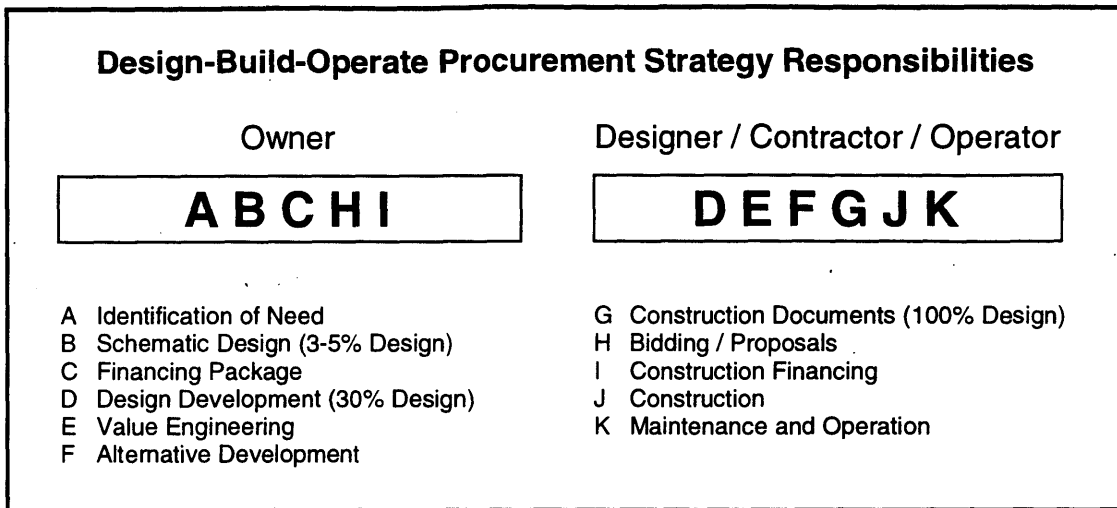 Design-Build-Operate Procurement Strategy Responsibilities
Owner
Designer / Contractor / Operator
A B C H I
D E F G J K
A Identification of Need
B Schematic Design (3-5% Design)
C Financing Package
D Design Development (30% Design)
E Value Engineering
F Alternative Development
G Construction Documents (100% Design)
H Bidding / Proposals
I Construction Financing
J Construction
K Maintenance and Operation